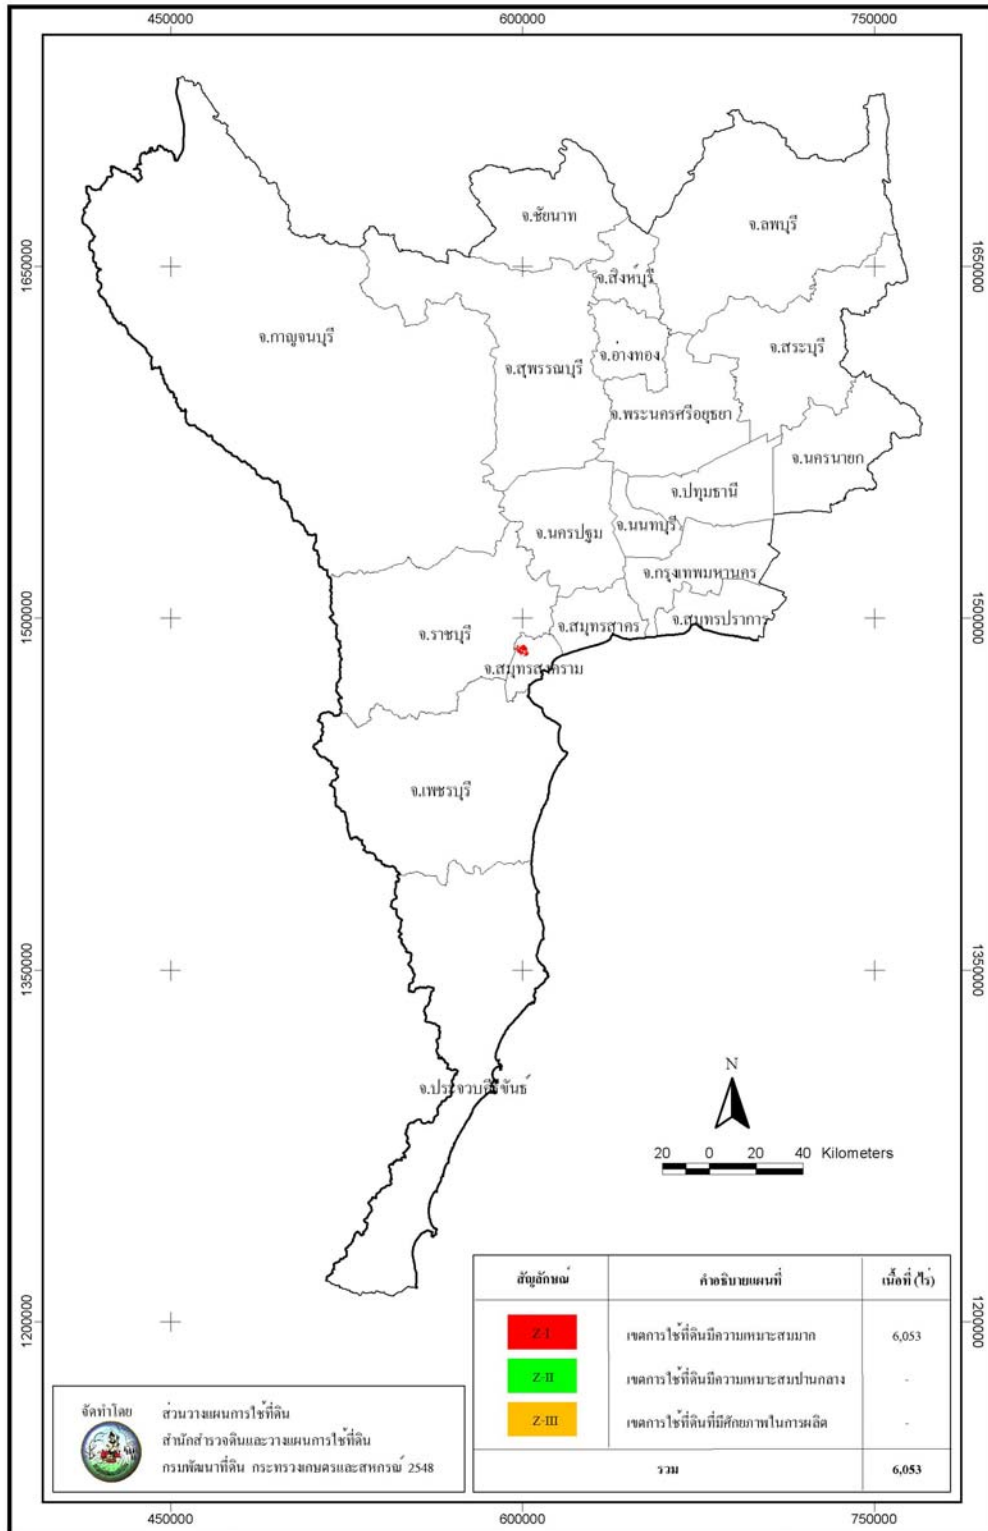 450000 600000 750000
1650000
1650000
1500000
1500000
1350000
1350000
1200000
1200000
จ.ชัยนาท
จ.ลพบุรี
จ.สิงห์บุรี
จ.กาญจนบุรี
จ.อ่างทอง
จ.สระบุรี
จ.สุพรรณบุรี
จ.พระนครศรีอยุธยา
จ.นครนายก
จ.ปทุมธานี
จ.นนทบุรี
จ.นครปฐม
จ.กรุงเทพมหานคร
จ.สมุทรปราการ
จ.สมุทรสาคร
จ.ราชบุรี
จ.สมุทรสงคราม
จ.เพชรบุรี
จ.ประจวบคีรีขันธ์
N
20 0 20 40 Kilometers
สัญลักษณ์ คำอธิบายแผนที่ เนื้อที่ (ไร่)
Z-I เขตการใช้ที่ดินมีความเหมาะสมมาก 6,053
Z-II เขตการใช้ที่ดินมีความเหมาะสมปานกลาง -
Z-III เขตการใช้ที่ดินที่มีศักยภาพในการผลิต -
รวม 6,053
จัดทำโดย ส่วนวางแผนการใช้ที่ดิน
สำนักสำรวจดินและวางแผนการใช้ที่ดิน
กรมพัฒนาที่ดิน กระทรวงเกษตรและสหกรณ์ 2548
450000 600000 750000